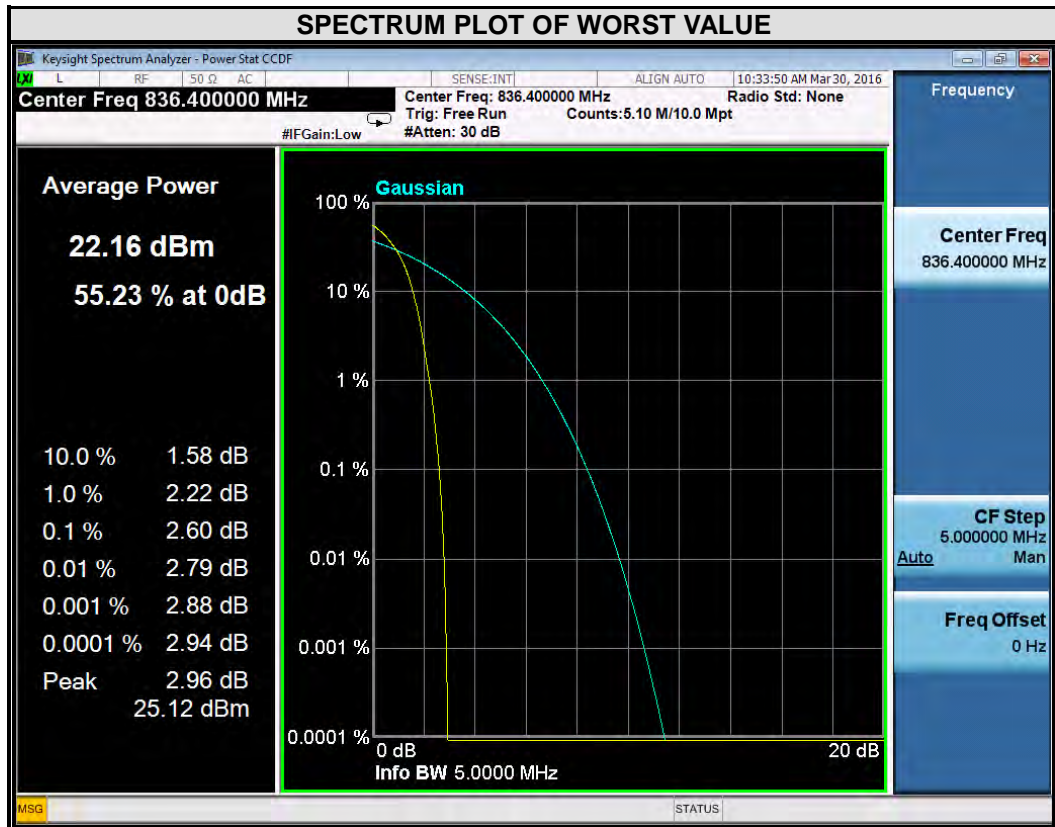 SPECTRUM PLOT OF WORST VALUE
Keysight Spectrum Analyzer - Power Stat CCDF
LXI L RF 50 Ω AC SENSE:INT ALIGN AUTO 10:33:50 AM Mar 30, 2016
Center Freq 836.400000 MHz
#IFGain:Low
Center Freq: 836.400000 MHz Radio Std: None
Trig: Free Run Counts:5.10 M/10.0 Mpt
#Atten: 30 dB
Average Power
22.16 dBm
55.23 % at 0dB
10.0 % 1.58 dB
1.0 % 2.22 dB
0.1 % 2.60 dB
0.01 % 2.79 dB
0.001 % 2.88 dB
0.0001 % 2.94 dB
Peak 2.96 dB
25.12 dBm
Gaussian
100 %
10 %
1 %
0.1 %
0.01 %
0.001 %
0.0001 %
0 dB 20 dB
Info BW 5.0000 MHz
Frequency
Center Freq
836.400000 MHz
CF Step
5.000000 MHz
Auto Man
Freq Offset
0 Hz
MSG STATUS